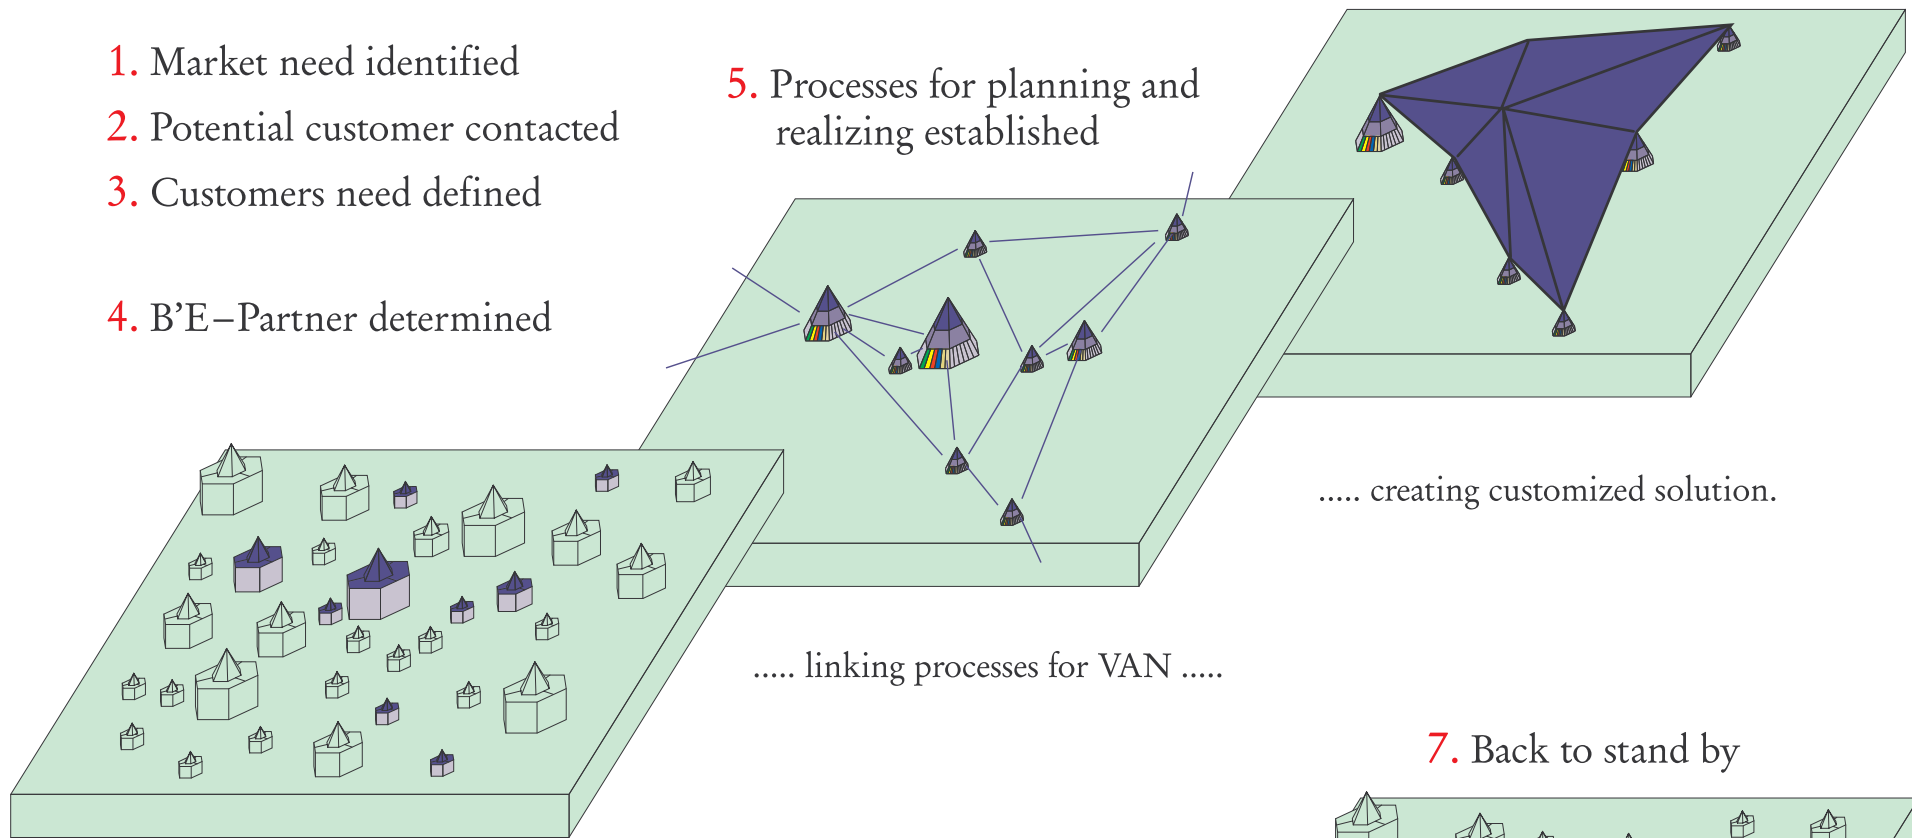 1. Market need identified
2. Potential customer contacted
3. Customers need defined
4. B’E–Partner determined
5. Processes for planning and
realizing established
..... creating customized solution.
..... linking processes for VAN .....
7. Back to stand by